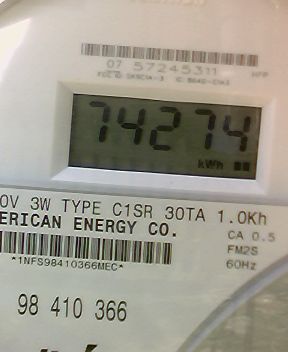 07 57245311
74274
kWh
0V 3W TYPE C1SR 30TA 1.0Kh
ERICAN ENERGY CO.
CA 0.5
FM2S
*1NFS98410366MEC*
60Hz
98 410 366